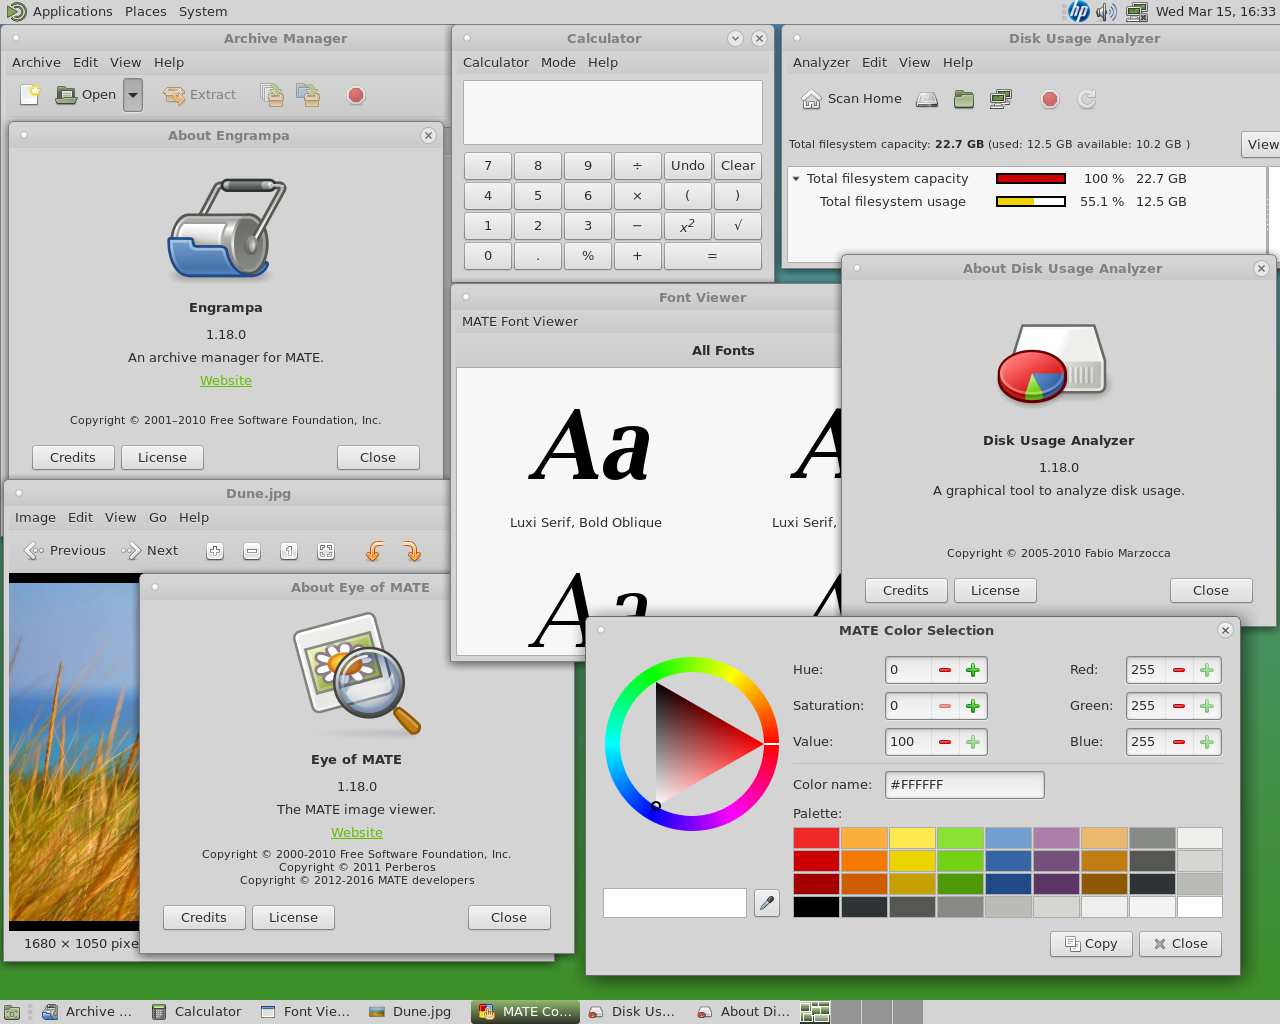 Applications Places System
hp Wed Mar 15, 16:33
Archive Manager
Archive Edit View Help
Open Extract
About Engrampa
Engrampa
1.18.0
An archive manager for MATE.
Website
Copyright © 2001–2010 Free Software Foundation, Inc.
Credits License Close
Calculator
Calculator Mode Help
7 8 9 ÷ Undo Clear
4 5 6 × ( )
1 2 3 − x² √
0 . % + =
Disk Usage Analyzer
Analyzer Edit View Help
Scan Home
Total filesystem capacity: 22.7 GB (used: 12.5 GB available: 10.2 GB )
View
Total filesystem capacity 100 % 22.7 GB
Total filesystem usage 55.1 % 12.5 GB
Font Viewer
MATE Font Viewer
All Fonts
Aa A
Luxi Serif, Bold Oblique Luxi Serif,
Aa A
About Disk Usage Analyzer
Disk Usage Analyzer
1.18.0
A graphical tool to analyze disk usage.
Copyright © 2005-2010 Fabio Marzocca
Credits License Close
Dune.jpg
Image Edit View Go Help
Previous Next 1
1680 × 1050 pixe
About Eye of MATE
Eye of MATE
1.18.0
The MATE image viewer.
Website
Copyright © 2000-2010 Free Software Foundation, Inc.
Copyright © 2011 Perberos
Copyright © 2012-2016 MATE developers
Credits License Close
MATE Color Selection
Hue: 0 Red: 255
Saturation: 0 Green: 255
Value: 100 Blue: 255
Color name: #FFFFFF
Palette:
Copy Close
Archive ... Calculator Font Vie... Dune.jpg MATE Co... Disk Us... About Di...